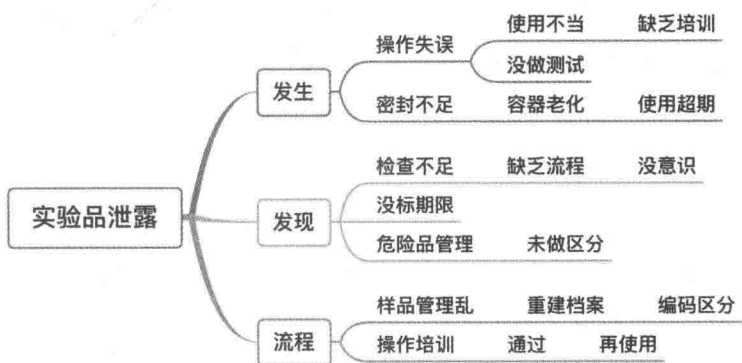 使用不当 缺乏培训
操作失误
没做测试
发生
密封不足 容器老化 使用超期
检查不足 缺乏流程 没意识
实验品泄露
发现
没标期限
危险品管理 未做区分
样品管理乱 重建档案 编码区分
流程
操作培训 通过 再使用